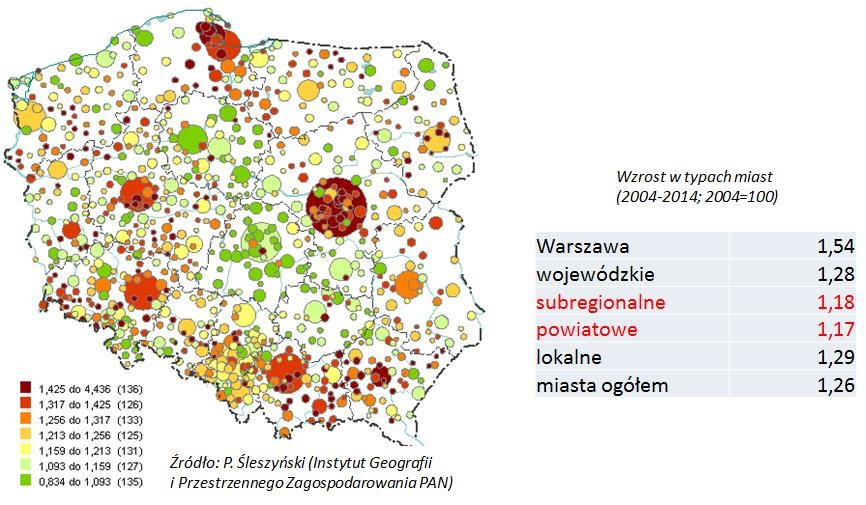 Wzrost w typach miast
(2004-2014; 2004=100)
Warszawa 1,54
wojewódzkie 1,28
subregionalne 1,18
powiatowe 1,17
lokalne 1,29
miasta ogółem 1,26
1,425 do 4,436 (136)
1,317 do 1,425 (126)
1,256 do 1,317 (133)
1,213 do 1,256 (125)
1,159 do 1,213 (131)
1,093 do 1,159 (127)
0,834 do 1,093 (135)
Źródło: P. Śleszyński (Instytut Geografii
i Przestrzennego Zagospodarowania PAN)